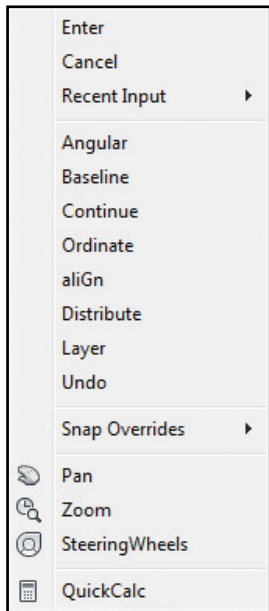 Enter
Cancel
Recent Input
Angular
Baseline
Continue
Ordinate
aliGn
Distribute
Layer
Undo
Snap Overrides
Pan
Zoom
SteeringWheels
QuickCalc